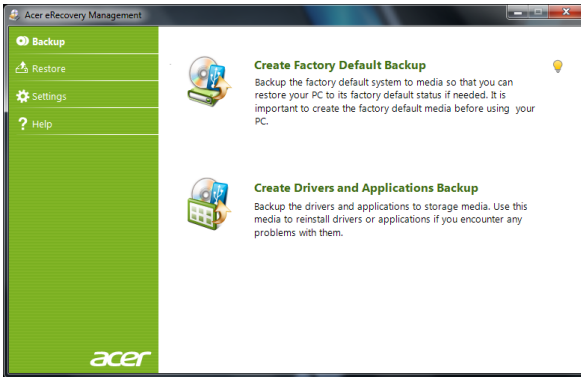 Acer eRecovery Management
Backup
Restore
Settings
Help
Create Factory Default Backup
Backup the factory default system to media so that you can
restore your PC to its factory default status if needed. It is
important to create the factory default media before using your
PC.
Create Drivers and Applications Backup
Backup the drivers and applications to storage media. Use this
media to reinstall drivers or applications if you encounter any
problems with them.
acer